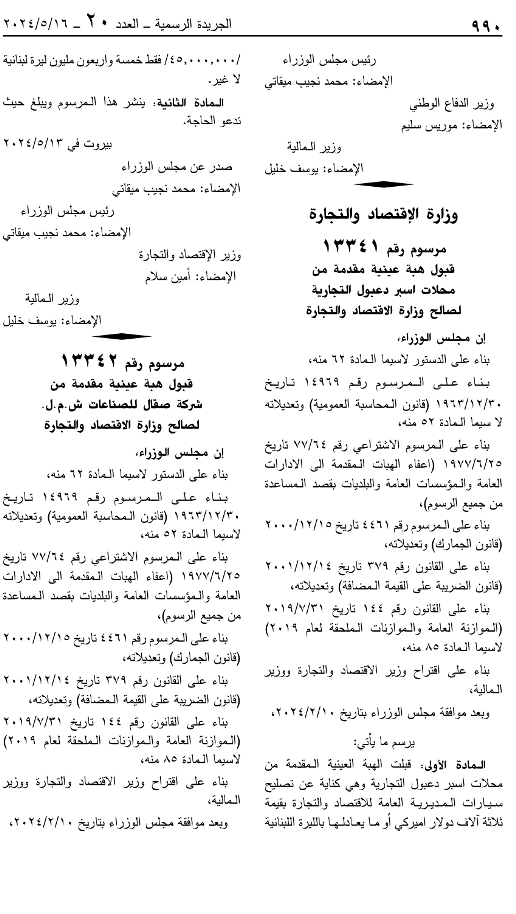 ٩٩٠
الجريدة الرسمية ــ العدد ٢٠ ــ ٢٠٢٤/٥/١٦
رئيس مجلس الوزراء
الإمضاء: محمد نجيب ميقاتي
وزير الدفاع الوطني
الإمضاء: موريس سليم
وزير المالية
الإمضاء: يوسف خليل
وزارة الإقتصاد والتجارة
مرسوم رقم ١٣٣٤١
قبول هبة عينية مقدمة من
محلات اسبر دعبول التجارية
لصالح وزارة الاقتصاد والتجارة
إن مجلس الوزراء،
بناء على الدستور لاسيما المادة ٦٢ منه،
بناء على المرسوم رقم ١٤٩٦٩ تاريخ
١٩٦٣/١٢/٣٠ (قانون المحاسبة العمومية) وتعديلاته
لا سيما المادة ٥٢ منه،
بناء على المرسوم الاشتراعي رقم ٧٧/٦٤ تاريخ
١٩٧٧/٦/٢٥ (اعفاء الهبات المقدمة الى الادارات
العامة والمؤسسات العامة والبلديات بقصد المساعدة
من جميع الرسوم)،
بناء على المرسوم رقم ٤٤٦١ تاريخ ٢٠٠٠/١٢/١٥
(قانون الجمارك) وتعديلاته،
بناء على القانون رقم ٣٧٩ تاريخ ٢٠٠١/١٢/١٤
(قانون الضريبة على القيمة المضافة) وتعديلاته،
بناء على القانون رقم ١٤٤ تاريخ ٢٠١٩/٧/٣١
(الموازنة العامة والموازنات الملحقة لعام ٢٠١٩)
لاسيما المادة ٨٥ منه،
بناء على اقتراح وزير الاقتصاد والتجارة ووزير
المالية،
وبعد موافقة مجلس الوزراء بتاريخ ٢٠٢٤/٢/١٠،
يرسم ما يأتي:
المادة الأولى: قبلت الهبة العينية المقدمة من
محلات اسبر دعبول التجارية وهي كناية عن تصليح
سيارات المديرية العامة للاقتصاد والتجارة بقيمة
ثلاثة آلاف دولار اميركي أو ما يعادلها بالليرة اللبنانية
/٤٥,٠٠٠,٠٠٠/ فقط خمسة واربعون مليون ليرة لبنانية
لا غير.
المادة الثانية: ينشر هذا المرسوم ويبلغ حيث
تدعو الحاجة.
بيروت في ٢٠٢٤/٥/١٣
صدر عن مجلس الوزراء
الإمضاء: محمد نجيب ميقاتي
رئيس مجلس الوزراء
الإمضاء: محمد نجيب ميقاتي
وزير الإقتصاد والتجارة
الإمضاء: أمين سلام
وزير المالية
الإمضاء: يوسف خليل
مرسوم رقم ١٣٣٤٢
قبول هبة عينية مقدمة من
شركة صقال للصناعات ش.م.ل.
لصالح وزارة الاقتصاد والتجارة
إن مجلس الوزراء،
بناء على الدستور لاسيما المادة ٦٢ منه،
بناء على المرسوم رقم ١٤٩٦٩ تاريخ
١٩٦٣/١٢/٣٠ (قانون المحاسبة العمومية) وتعديلاته
لاسيما المادة ٥٢ منه،
بناء على المرسوم الاشتراعي رقم ٧٧/٦٤ تاريخ
١٩٧٧/٦/٢٥ (اعفاء الهبات المقدمة الى الادارات
العامة والمؤسسات العامة والبلديات بقصد المساعدة
من جميع الرسوم)،
بناء على المرسوم رقم ٤٤٦١ تاريخ ٢٠٠٠/١٢/١٥
(قانون الجمارك) وتعديلاته،
بناء على القانون رقم ٣٧٩ تاريخ ٢٠٠١/١٢/١٤
(قانون الضريبة على القيمة المضافة) وتعديلاته،
بناء على القانون رقم ١٤٤ تاريخ ٢٠١٩/٧/٣١
(الموازنة العامة والموازنات الملحقة لعام ٢٠١٩)
لاسيما المادة ٨٥ منه،
بناء على اقتراح وزير الاقتصاد والتجارة ووزير
المالية،
وبعد موافقة مجلس الوزراء بتاريخ ٢٠٢٤/٢/١٠،